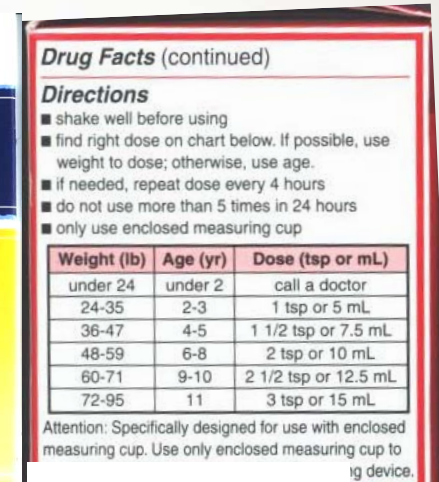 Drug Facts (continued)
Directions
■ shake well before using
■ find right dose on chart below. If possible, use
weight to dose; otherwise, use age.
■ if needed, repeat dose every 4 hours
■ do not use more than 5 times in 24 hours
■ only use enclosed measuring cup
Weight (lb) Age (yr) Dose (tsp or mL)
under 24 under 2 call a doctor
24-35 2-3 1 tsp or 5 mL
36-47 4-5 1 1/2 tsp or 7.5 mL
48-59 6-8 2 tsp or 10 mL
60-71 9-10 2 1/2 tsp or 12.5 mL
72-95 11 3 tsp or 15 mL
Attention: Specifically designed for use with enclosed
measuring cup. Use only enclosed measuring cup to
device.